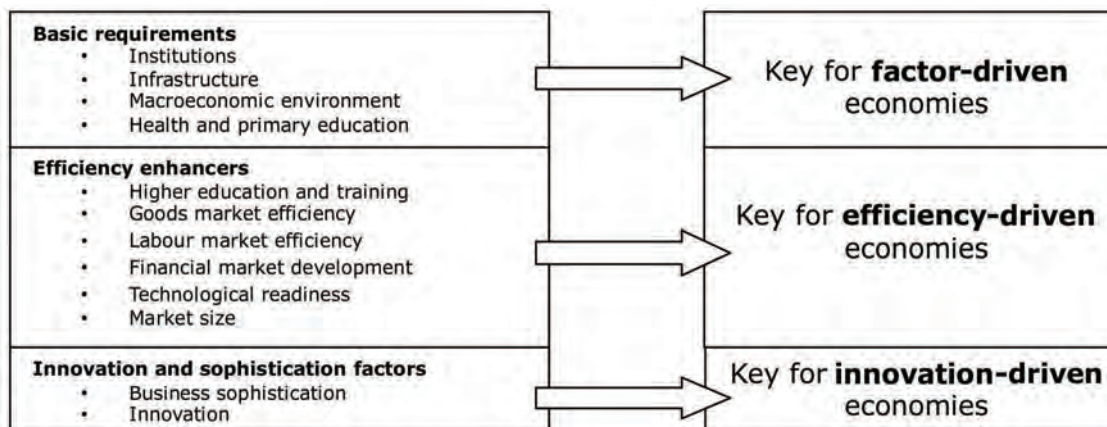 Basic requirements
• Institutions
• Infrastructure
• Macroeconomic environment
• Health and primary education
Key for factor-driven
economies
Efficiency enhancers
• Higher education and training
• Goods market efficiency
• Labour market efficiency
• Financial market development
• Technological readiness
• Market size
Key for efficiency-driven
economies
Innovation and sophistication factors
• Business sophistication
• Innovation
Key for innovation-driven
economies